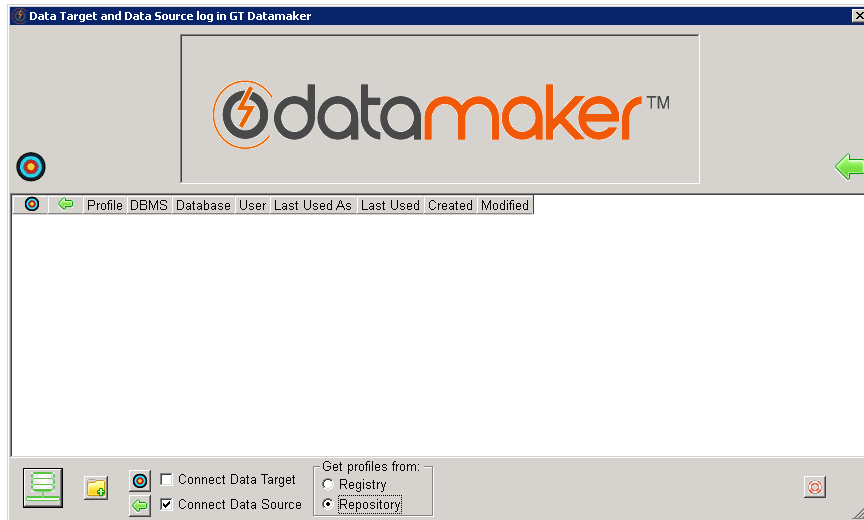 Data Target and Data Source log in GT Datamaker
datamaker™
Profile DBMS Database User Last Used As Last Used Created Modified
Get profiles from:
Connect Data Target
Registry
Connect Data Source
Repository